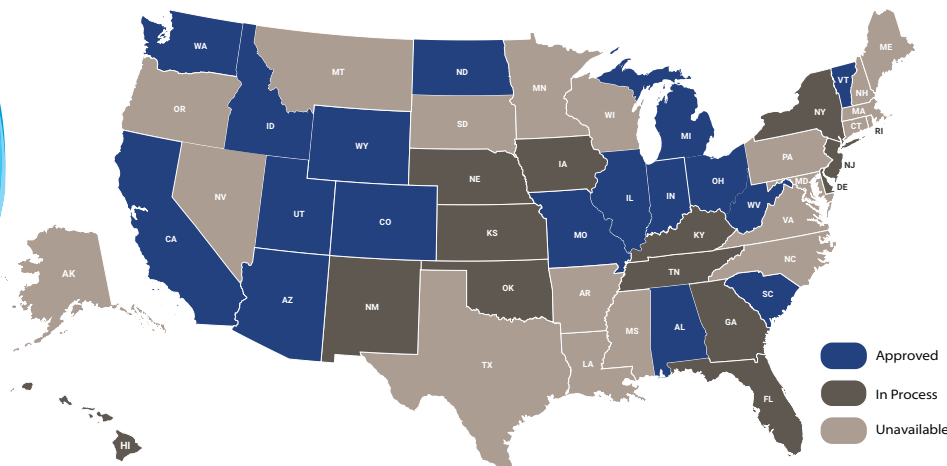 WA
ND
MT
MN
ME
VT
NH
OR
ID
SD
WI
NY
MA
CT
RI
MI
WY
IA
PA
NJ
NE
OH
MD
DE
NV
UT
CO
IL
IN
WV
VA
CA
KS
MO
KY
NC
AK
AZ
NM
OK
TN
AR
SC
MS
AL
GA
TX
LA
FL
HI
Approved
In Process
Unavailable